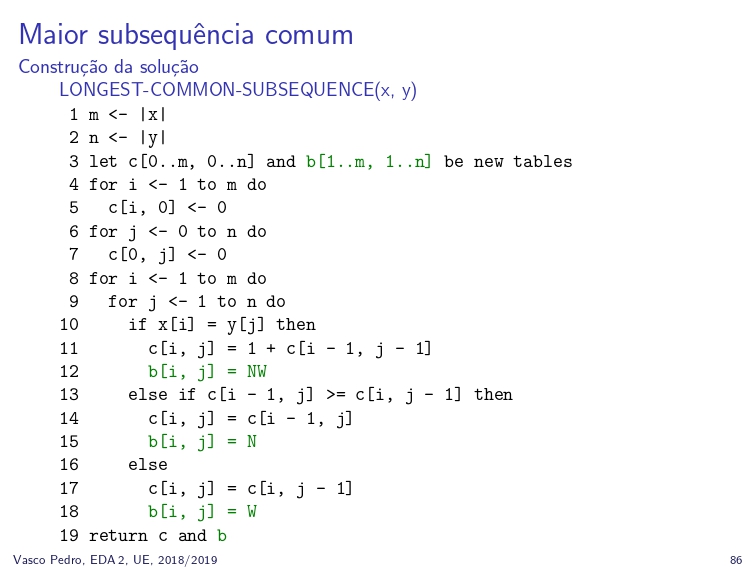 Maior subsequência comum
Construção da solução
LONGEST-COMMON-SUBSEQUENCE(x, y)
1 m <- |x|
2 n <- |y|
3 let c[0..m, 0..n] and b[1..m, 1..n] be new tables
4 for i <- 1 to m do
5   c[i, 0] <- 0
6 for j <- 0 to n do
7   c[0, j] <- 0
8 for i <- 1 to m do
9   for j <- 1 to n do
10     if x[i] = y[j] then
11       c[i, j] = 1 + c[i - 1, j - 1]
12       b[i, j] = NW
13     else if c[i - 1, j] >= c[i, j - 1] then
14       c[i, j] = c[i - 1, j]
15       b[i, j] = N
16     else
17       c[i, j] = c[i, j - 1]
18       b[i, j] = W
19 return c and b
Vasco Pedro, EDA 2, UE, 2018/2019 86